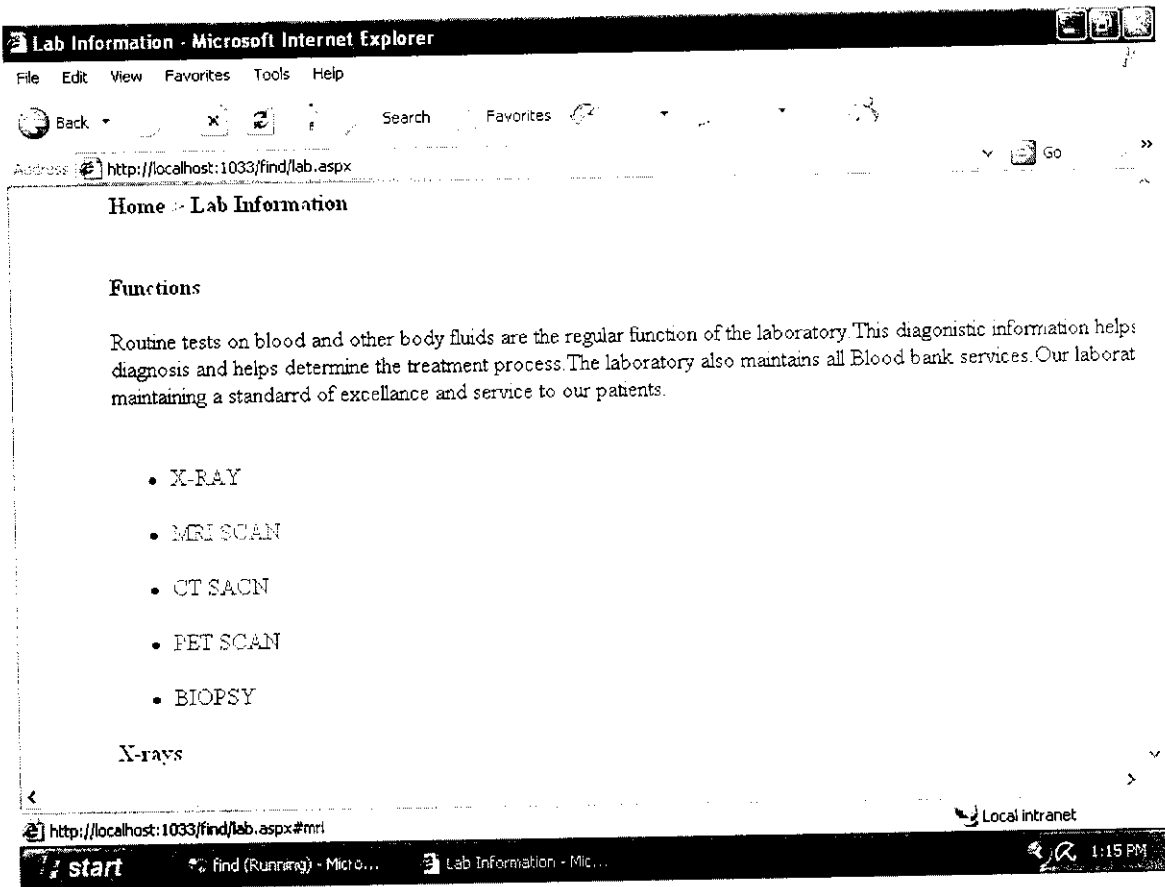 Lab Information - Microsoft Internet Explorer
File Edit View Favorites Tools Help
Back Search Favorites
Address http://localhost:1033/find/lab.aspx Go »
Home :- Lab Information
Functions
Routine tests on blood and other body fluids are the regular function of the laboratory.This diagonistic information helps
diagnosis and helps determine the treatment process.The laboratory also maintains all Blood bank services.Our laborat
maintaining a standarrd of excellance and service to our patients.
• X-RAY
• MRI SCAN
• CT SACN
• PET SCAN
• BIOPSY
X-rays
http://localhost:1033/find/lab.aspx#mri Local intranet
start find (Running) - Micro... Lab Information - Mic... 1:15 PM